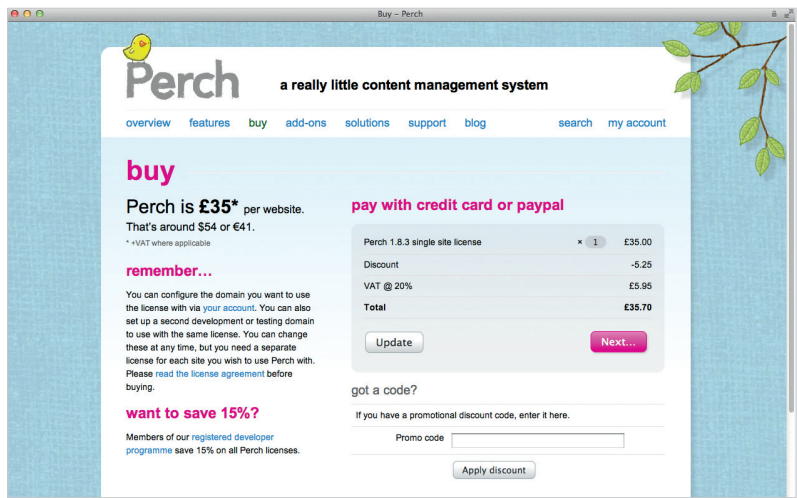 Buy – Perch
Perch
a really little content management system
overview features buy add-ons solutions support blog search my account
buy
Perch is £35* per website.
That's around $54 or €41.
* +VAT where applicable
remember…
You can configure the domain you want to use
the license with via your account. You can also
set up a second development or testing domain
to use with the same license. You can change
these at any time, but you need a separate
license for each site you wish to use Perch with.
Please read the license agreement before
buying.
want to save 15%?
Members of our registered developer
programme save 15% on all Perch licenses.
pay with credit card or paypal
Perch 1.8.3 single site license × 1 £35.00
Discount -5.25
VAT @ 20% £5.95
Total £35.70
Update Next...
got a code?
If you have a promotional discount code, enter it here.
Promo code
Apply discount